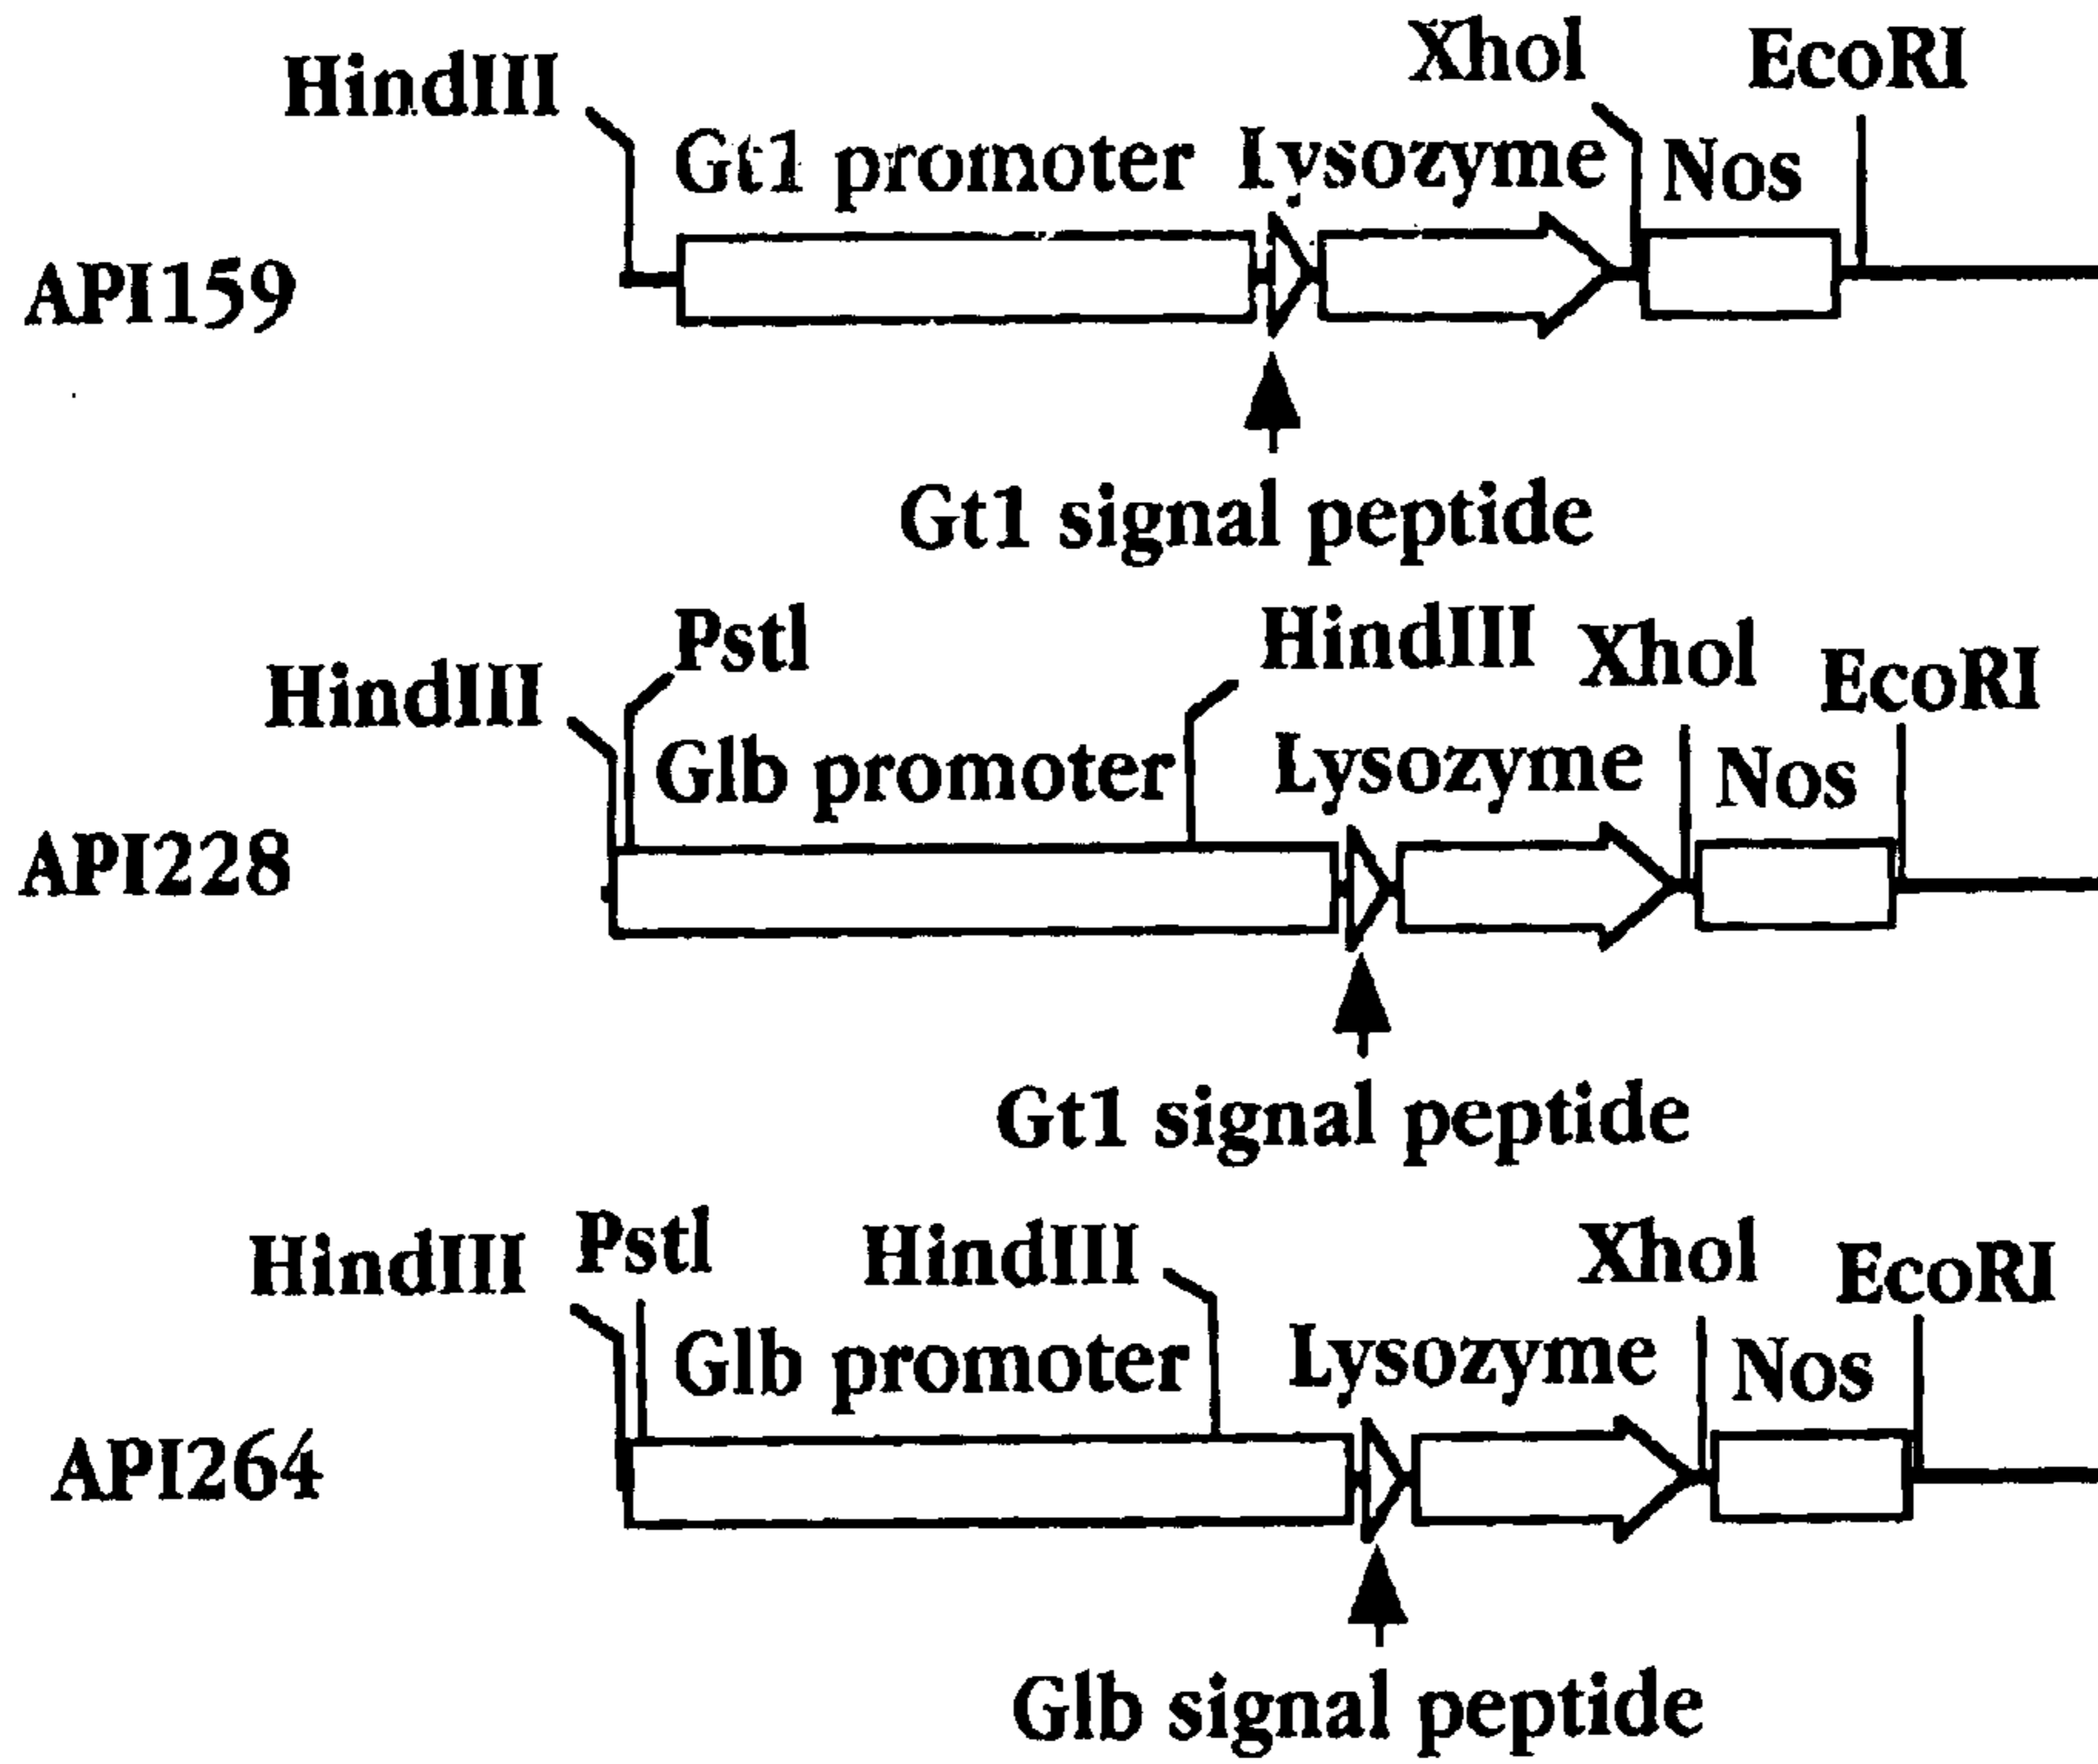 HindIII XhoI EcoRI
Gt1 promoter Lysozyme Nos
API159
Gt1 signal peptide
HindIII PstI HindIII XhoI EcoRI
Glb promoter Lysozyme Nos
API228
Gt1 signal peptide
HindIII PstI HindIII XhoI EcoRI
Glb promoter Lysozyme Nos
API264
Glb signal peptide